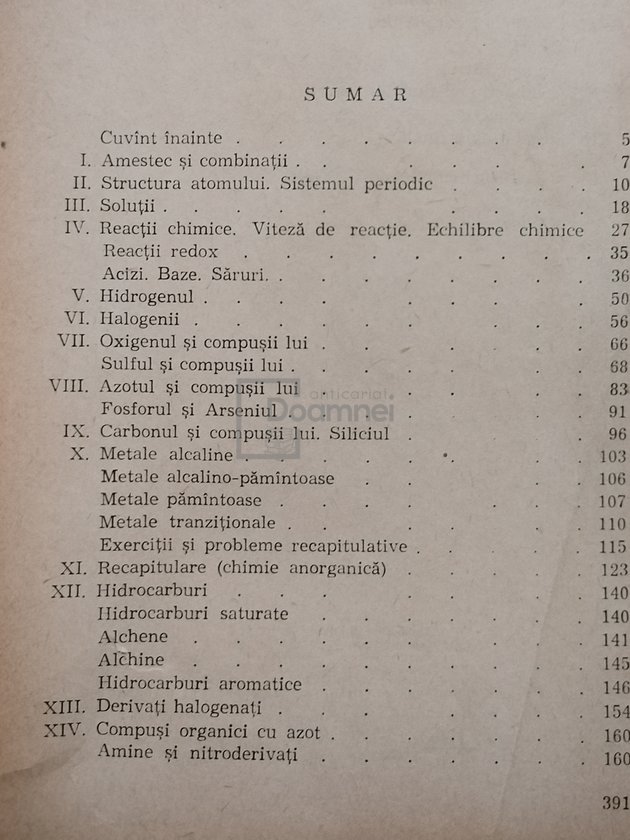 SUMAR
Cuvînt înainte . . . . . . . . 5
I. Amestec și combinații . . . . . . . 7
II. Structura atomului. Sistemul periodic . . . . 10
III. Soluții . . . . . . . . . 18
IV. Reacții chimice. Viteză de reacție. Echilibre chimice 27
Reacții redox . . . . . . . . 35
Acizi. Baze. Săruri. . . . . . . . 36
V. Hidrogenul . . . . . . . . 50
VI. Halogenii . . . . . . . . 56
VII. Oxigenul și compușii lui . . . . . . 66
Sulful și compușii lui . . . . . . 68
VIII. Azotul și compușii lui . . . . 83
Fosforul și Arseniul . . . . . . 91
IX. Carbonul și compușii lui. Siliciul . . . . 96
X. Metale alcaline . . . . . . . 103
Metale alcalino-pămîntoase . . . . 106
Metale pămîntoase . . . . . . 107
Metale tranziționale . . . . . . 110
Exerciții și probleme recapitulative . . . . 115
XI. Recapitulare (chimie anorganică) . . . . 123
XII. Hidrocarburi . . . . . . . 140
Hidrocarburi saturate . . . . . . 140
Alchene . . . . . . . . 141
Alchine . . . . . . . . 145
Hidrocarburi aromatice . . . . . . 146
XIII. Derivați halogenați . . . . . . 154
XIV. Compuși organici cu azot . . . . . . 160
Amine și nitroderivați . . . . . . 160
391
anticariat
Doamnei